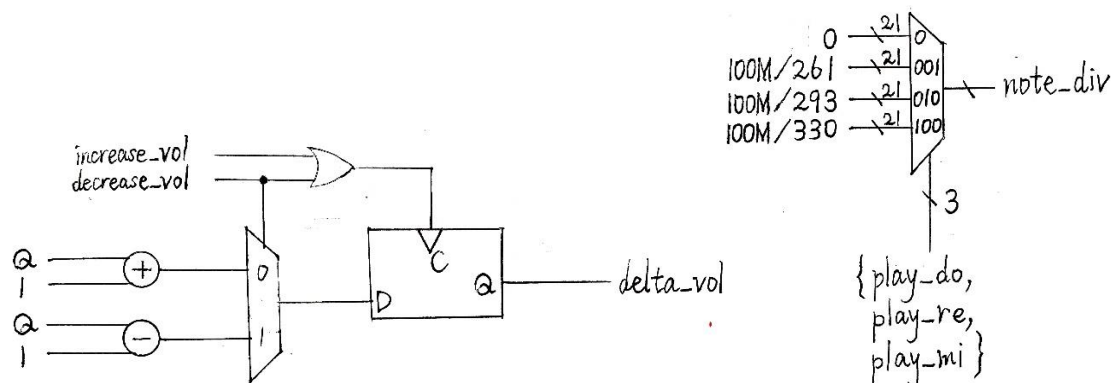 increase_vol
decrease_vol
Q
1
+
0
Q
1
-
1
D
C
Q
delta_vol
0
21
0
100M/261
21
001
100M/293
21
010
100M/330
21
100
note_div
3
{play_do,
play_re,
play_mi}